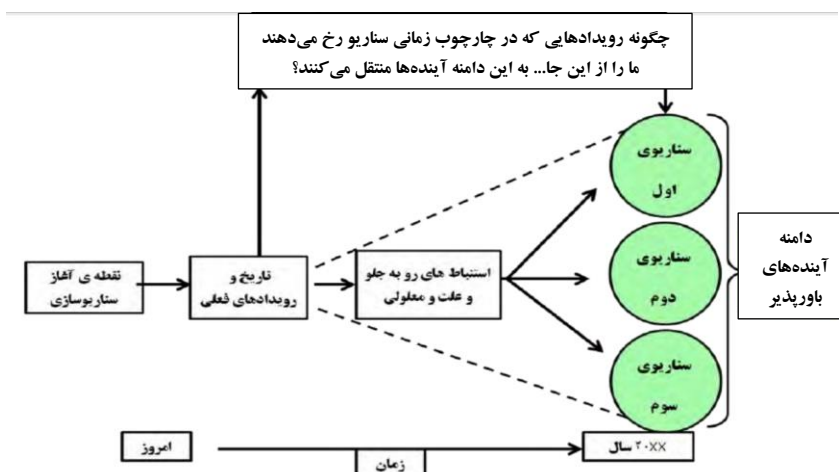 چگونه رویدادهایی که در چارچوب زمانی سناریو رخ می‌دهند
ما را از این جا... به این دامنه آینده‌ها منتقل می‌کنند؟
سناریوی
اول
نقطه ی آغاز
سناریوسازی
تاریخ و
رویدادهای فعلی
استنباط های رو به جلو
و علت و معلولی
سناریوی
دوم
دامنه
آینده‌های
باورپذیر
سناریوی
سوم
امروز
زمان
۲۰XX سال